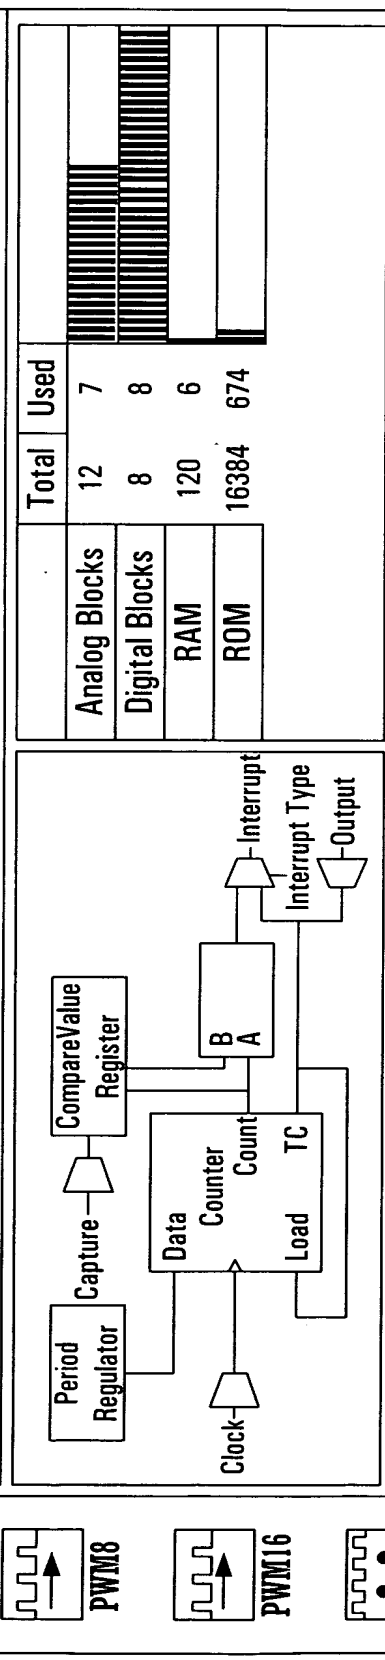 PWM8
PWM16
Period
Regulator
Capture
CompareValue
Register
Clock
Data
Counter
Count
Load
TC
B
A
Interrupt
Interrupt Type
Output
Total Used
Analog Blocks 12 7
Digital Blocks 8 8
RAM 120 6
ROM 16384 674